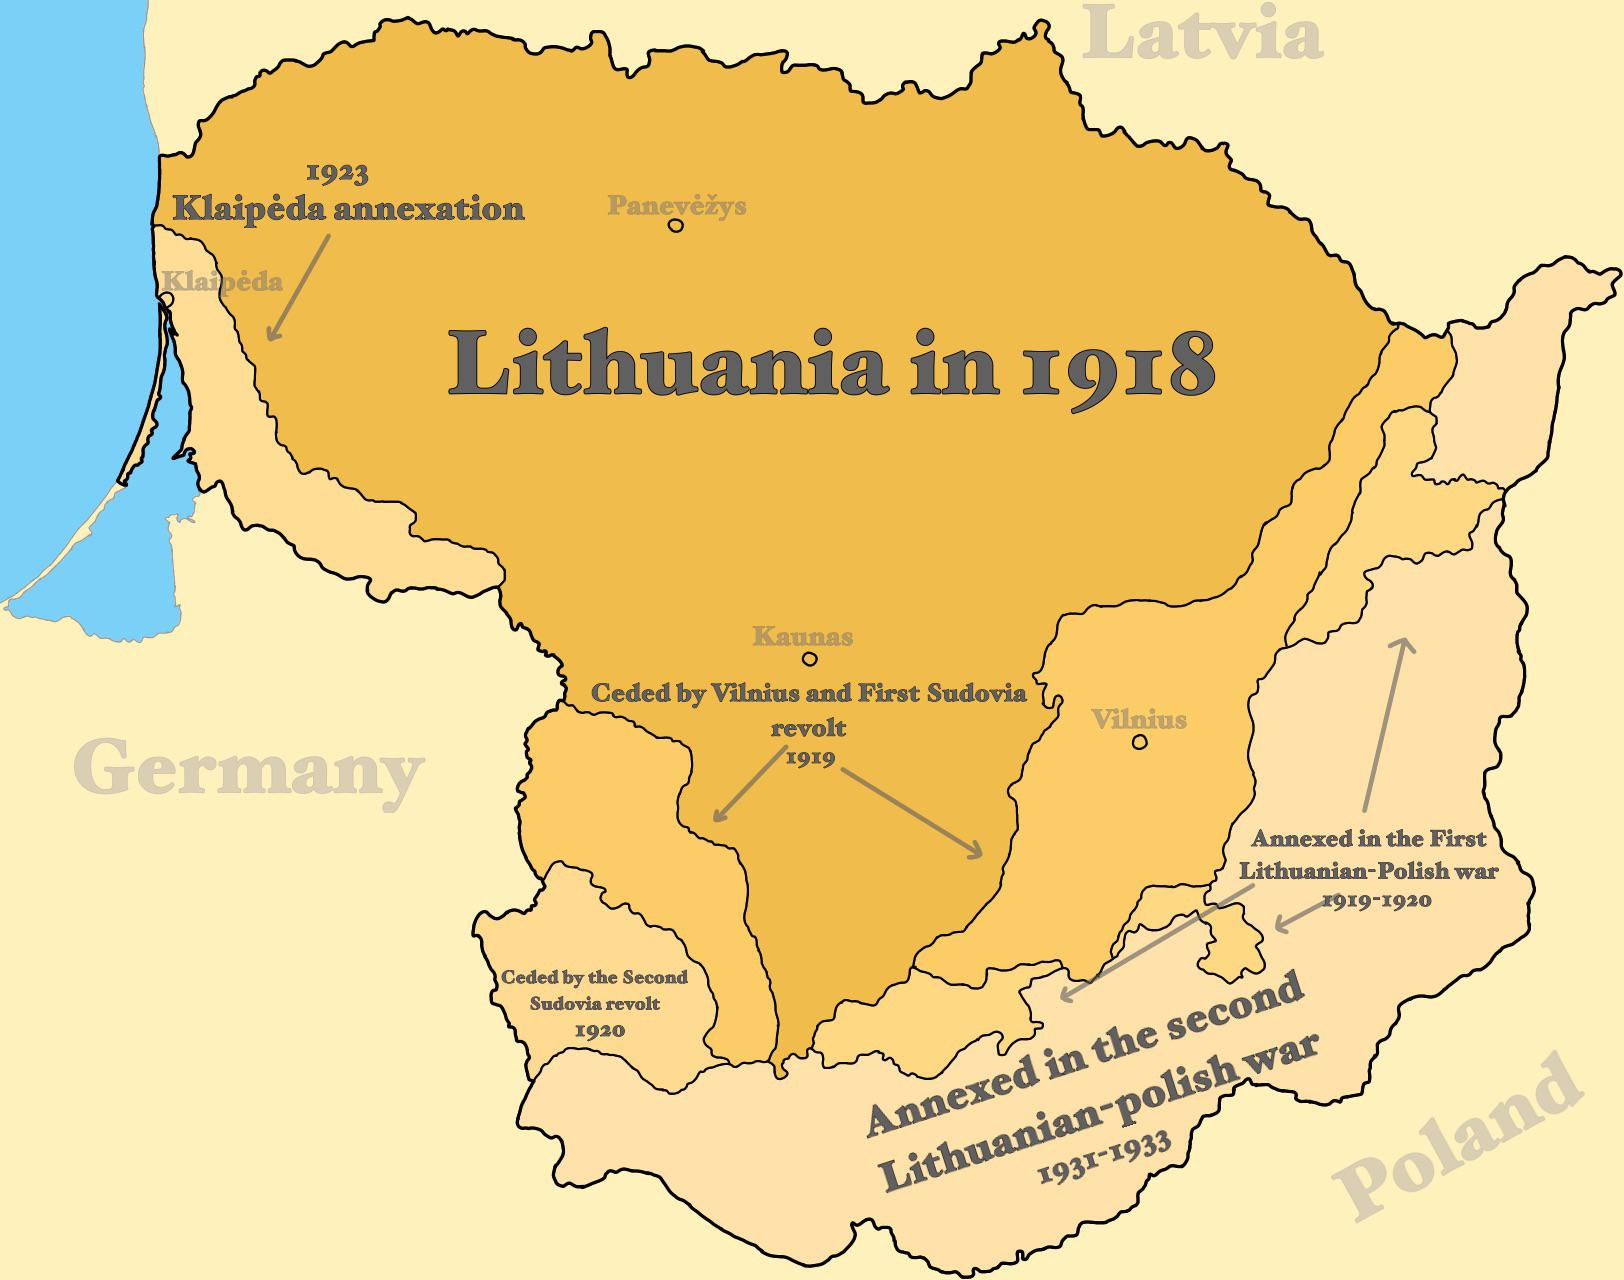 Latvia
1923
Klaipėda annexation
Panevėžys
Klaipėda
Lithuania in 1918
Kaunas
Ceded by Vilnius and First Sudovia
revolt
1919
Vilnius
Germany
Annexed in the First
Lithuanian-Polish war
1919-1920
Ceded by the Second
Sudovia revolt
1920
Annexed in the second
Lithuanian-polish war
1931-1933
Poland